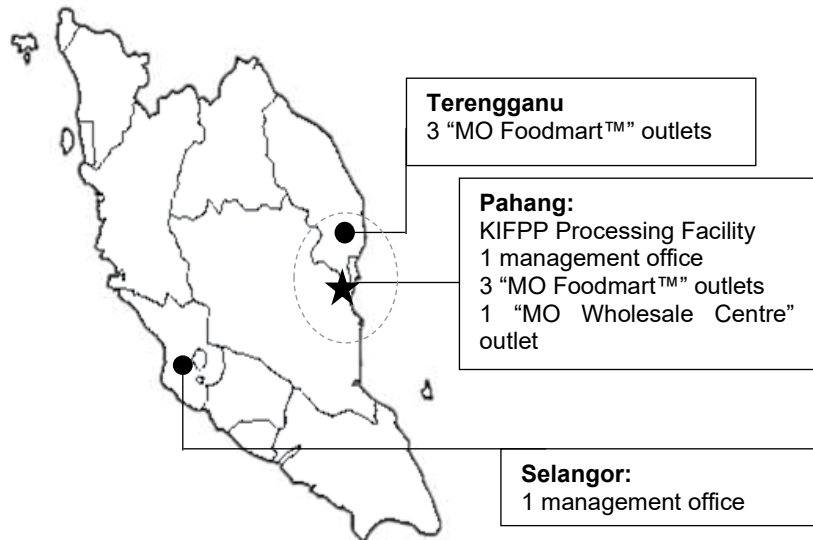 Terengganu
3 “MO Foodmart™” outlets
Pahang:
KIFPP Processing Facility
1 management office
3 “MO Foodmart™” outlets
1 “MO Wholesale Centre”
outlet
Selangor:
1 management office